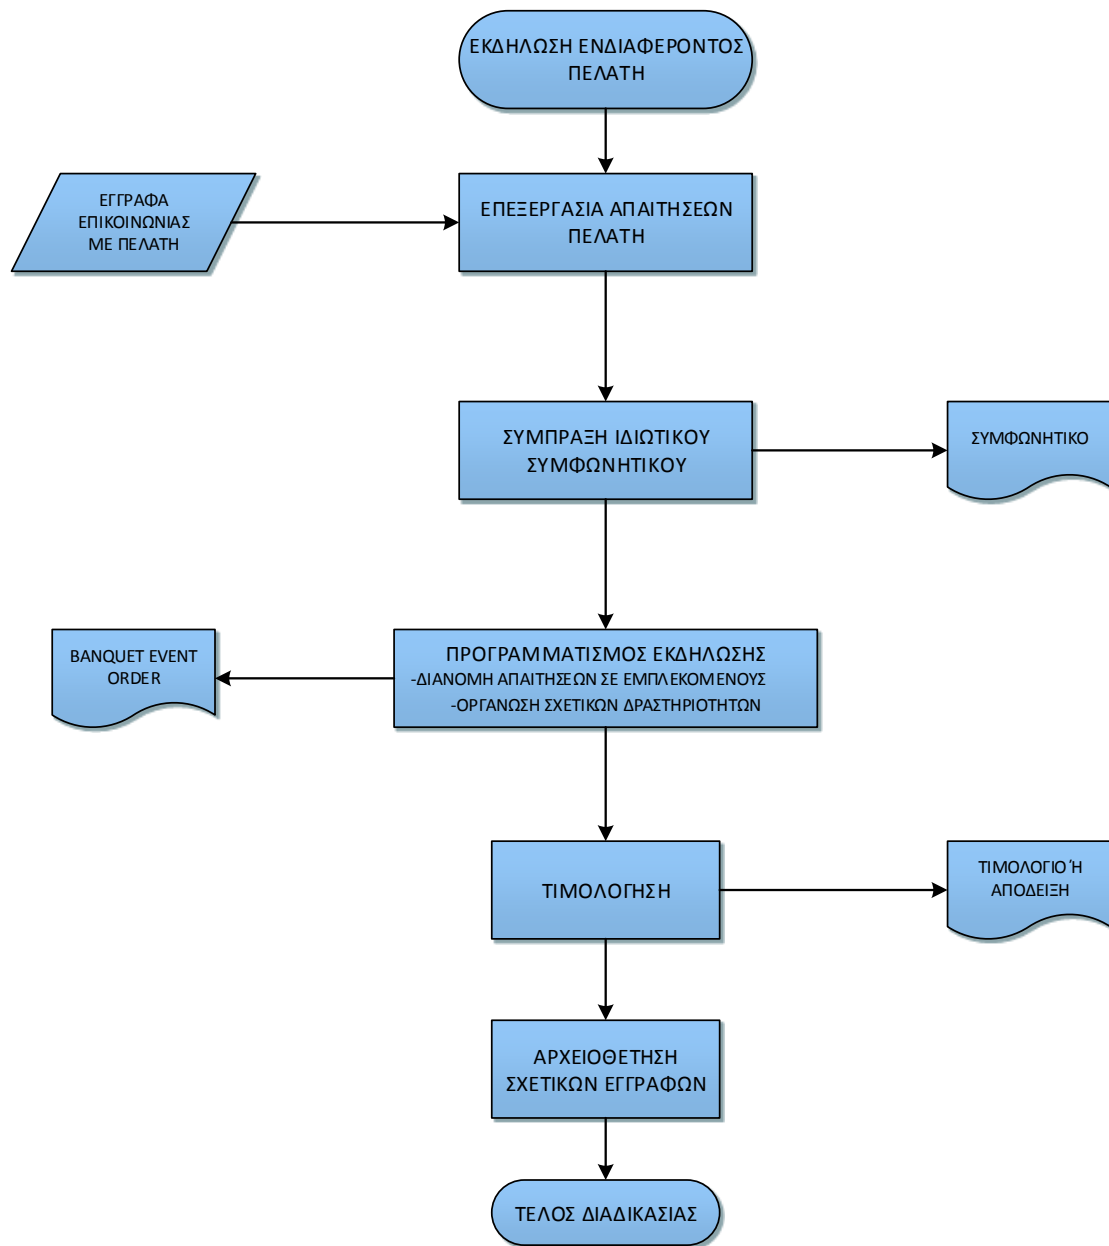 ΕΚΔΗΛΩΣΗ ΕΝΔΙΑΦΕΡΟΝΤΟΣ
ΠΕΛΑΤΗ
ΕΓΓΡΑΦΑ
ΕΠΙΚΟΙΝΩΝΙΑΣ
ΜΕ ΠΕΛΑΤΗ
ΕΠΕΞΕΡΓΑΣΙΑ ΑΠΑΙΤΗΣΕΩΝ
ΠΕΛΑΤΗ
ΣΥΜΠΡΑΞΗ ΙΔΙΩΤΙΚΟΥ
ΣΥΜΦΩΝΗΤΙΚΟΥ
ΣΥΜΦΩΝΗΤΙΚΟ
BANQUET EVENT
ORDER
ΠΡΟΓΡΑΜΜΑΤΙΣΜΟΣ ΕΚΔΗΛΩΣΗΣ
-ΔΙΑΝΟΜΗ ΑΠΑΙΤΗΣΕΩΝ ΣΕ ΕΜΠΛΕΚΟΜΕΝΟΥΣ
-ΟΡΓΑΝΩΣΗ ΣΧΕΤΙΚΩΝ ΔΡΑΣΤΗΡΙΟΤΗΤΩΝ
ΤΙΜΟΛΟΓΗΣΗ
ΤΙΜΟΛΟΓΙΟ Ή
ΑΠΟΔΕΙΞΗ
ΑΡΧΕΙΟΘΕΤΗΣΗ
ΣΧΕΤΙΚΩΝ ΕΓΓΡΑΦΩΝ
ΤΕΛΟΣ ΔΙΑΔΙΚΑΣΙΑΣ